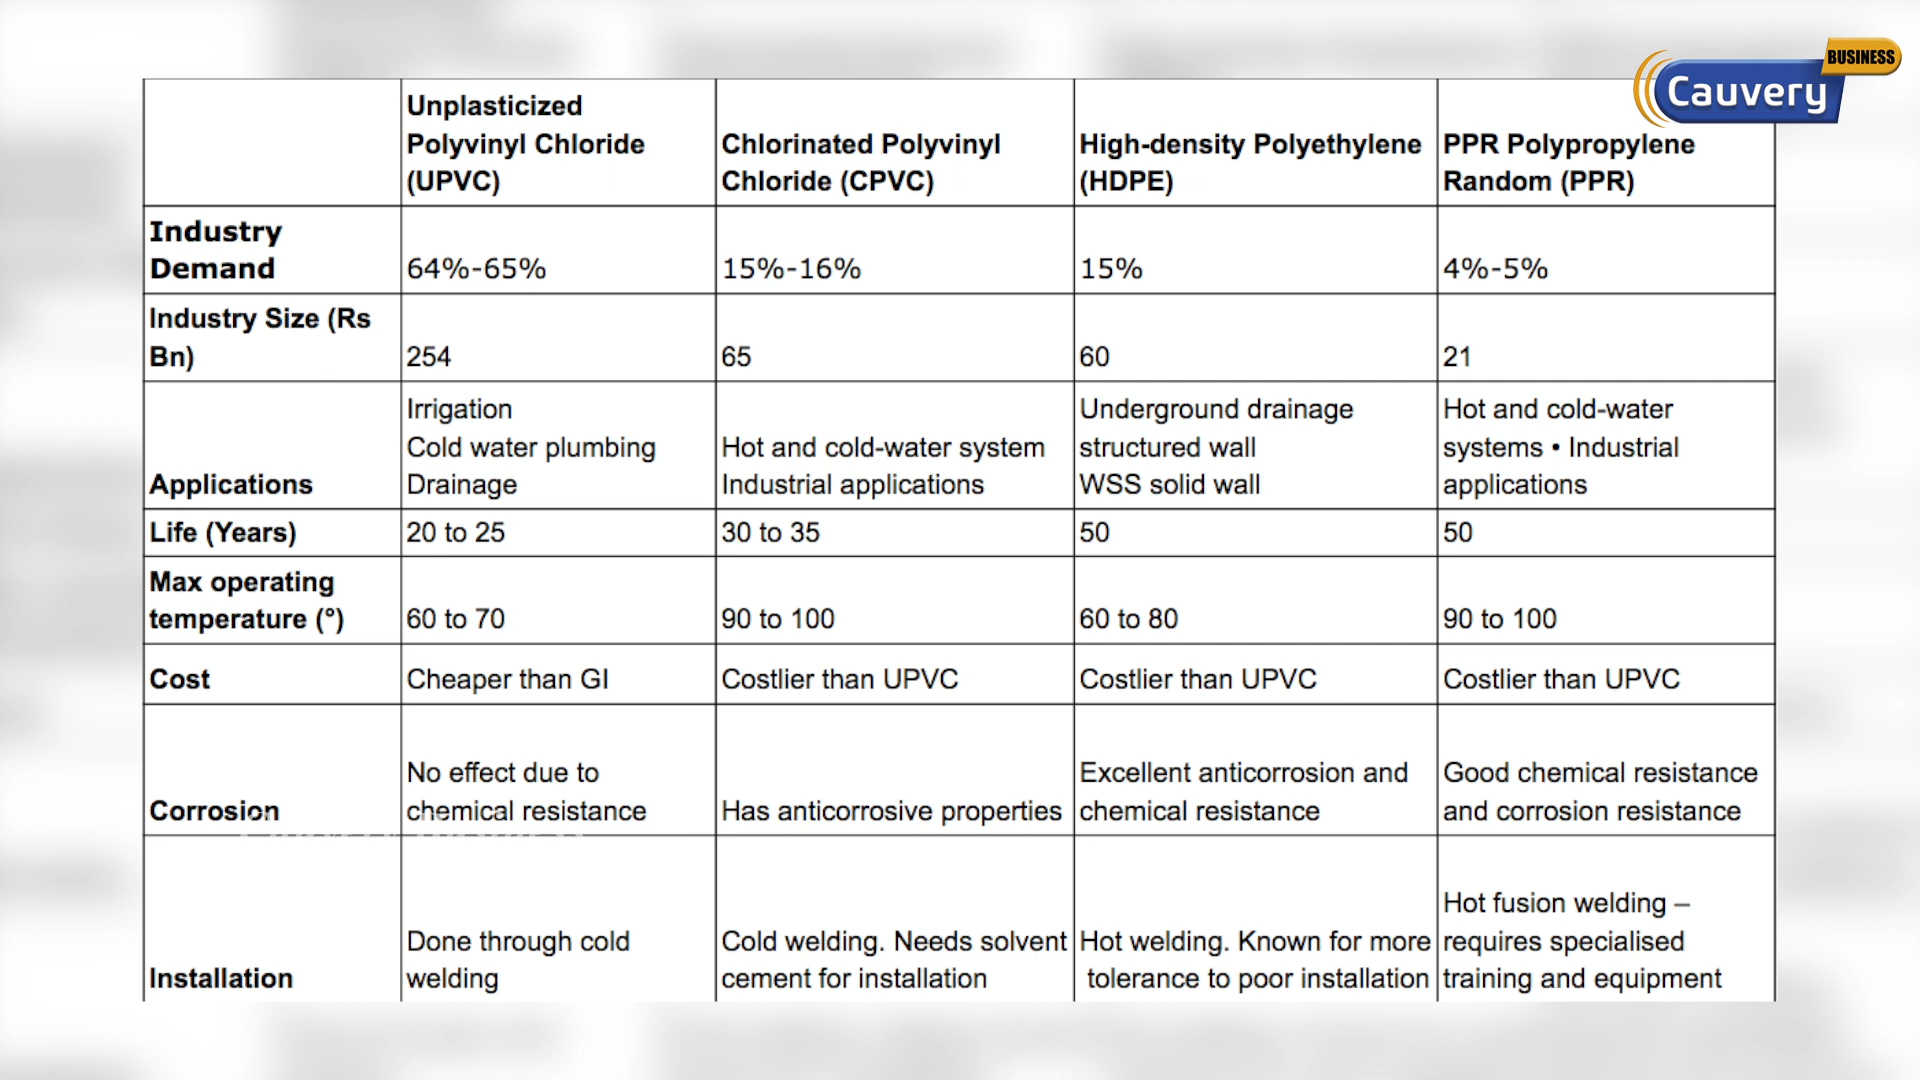 BUSINESS
Cauvery
Unplasticized
Polyvinyl Chloride
(UPVC)
Chlorinated Polyvinyl
Chloride (CPVC)
High-density Polyethylene
(HDPE)
PPR Polypropylene
Random (PPR)
Industry
Demand
64%-65%
15%-16%
15%
4%-5%
Industry Size (Rs
Bn)
254
65
60
21
Applications
Irrigation
Cold water plumbing
Drainage
Hot and cold-water system
Industrial applications
Underground drainage
structured wall
WSS solid wall
Hot and cold-water
systems • Industrial
applications
Life (Years)
20 to 25
30 to 35
50
50
Max operating
temperature (°)
60 to 70
90 to 100
60 to 80
90 to 100
Cost
Cheaper than GI
Costlier than UPVC
Costlier than UPVC
Costlier than UPVC
Corrosion
No effect due to
chemical resistance
Has anticorrosive properties
Excellent anticorrosion and
chemical resistance
Good chemical resistance
and corrosion resistance
Installation
Done through cold
welding
Cold welding. Needs solvent
cement for installation
Hot welding. Known for more
tolerance to poor installation
Hot fusion welding –
requires specialised
training and equipment